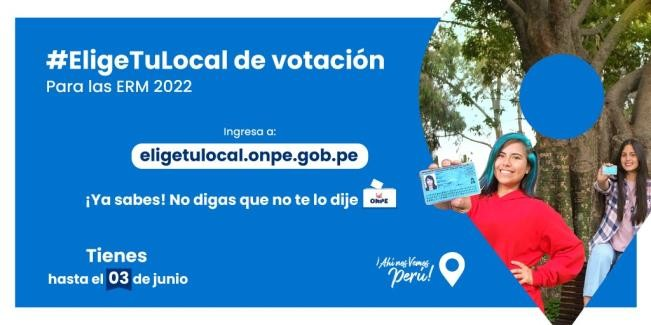 #EligeTuLocal de votación
Para las ERM 2022
Ingresa a:
eligetulocal.onpe.gob.pe
¡Ya sabes! No digas que no te lo dije
ONPE
Tienes
hasta el 03 de junio
¡Ahí nos Vemos
Perú!